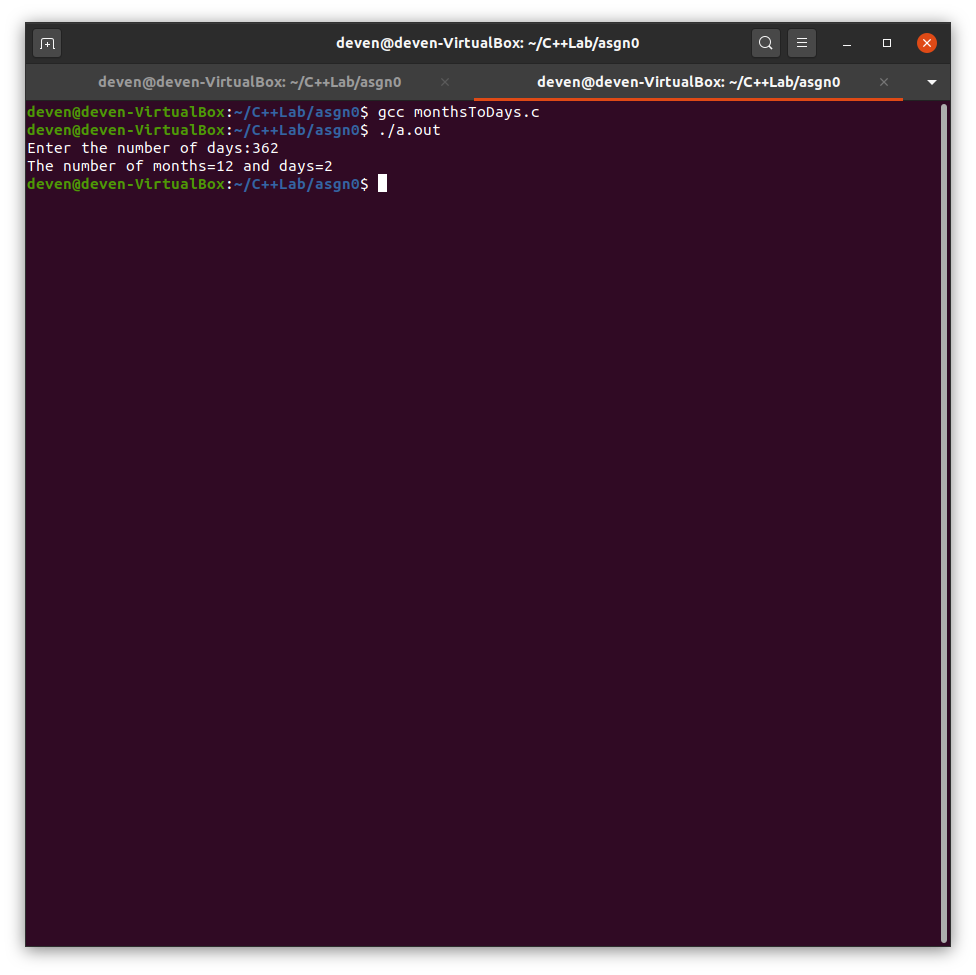 deven@deven-VirtualBox: ~/C++Lab/asgn0
deven@deven-VirtualBox: ~/C++Lab/asgn0 deven@deven-VirtualBox: ~/C++Lab/asgn0
deven@deven-VirtualBox:~/C++Lab/asgn0$ gcc monthsToDays.c
deven@deven-VirtualBox:~/C++Lab/asgn0$ ./a.out
Enter the number of days:362
The number of months=12 and days=2
deven@deven-VirtualBox:~/C++Lab/asgn0$